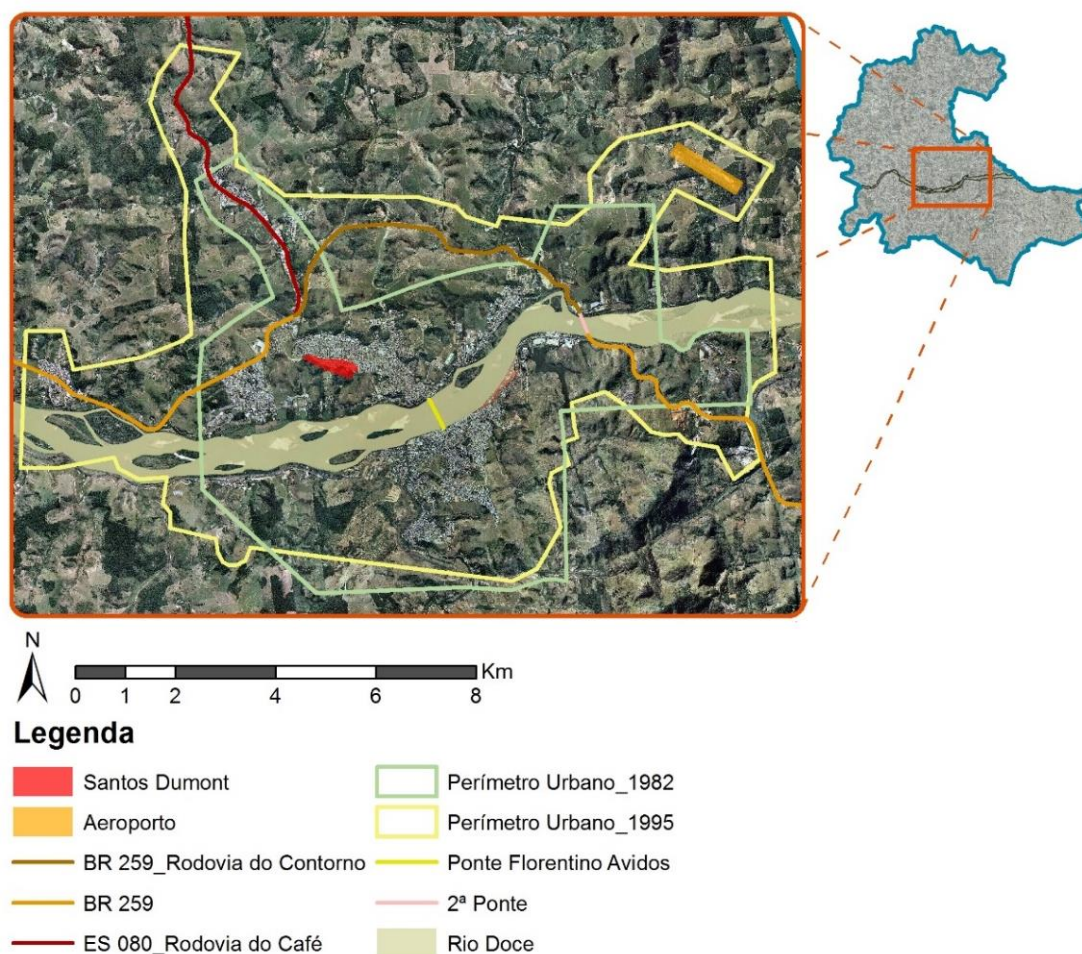 N
Km
0 1 2 4 6 8
Legenda
Santos Dumont
Aeroporto
BR 259_Rodovia do Contorno
BR 259
ES 080_Rodovia do Café
Perímetro Urbano_1982
Perímetro Urbano_1995
Ponte Florentino Avidos
2ª Ponte
Rio Doce